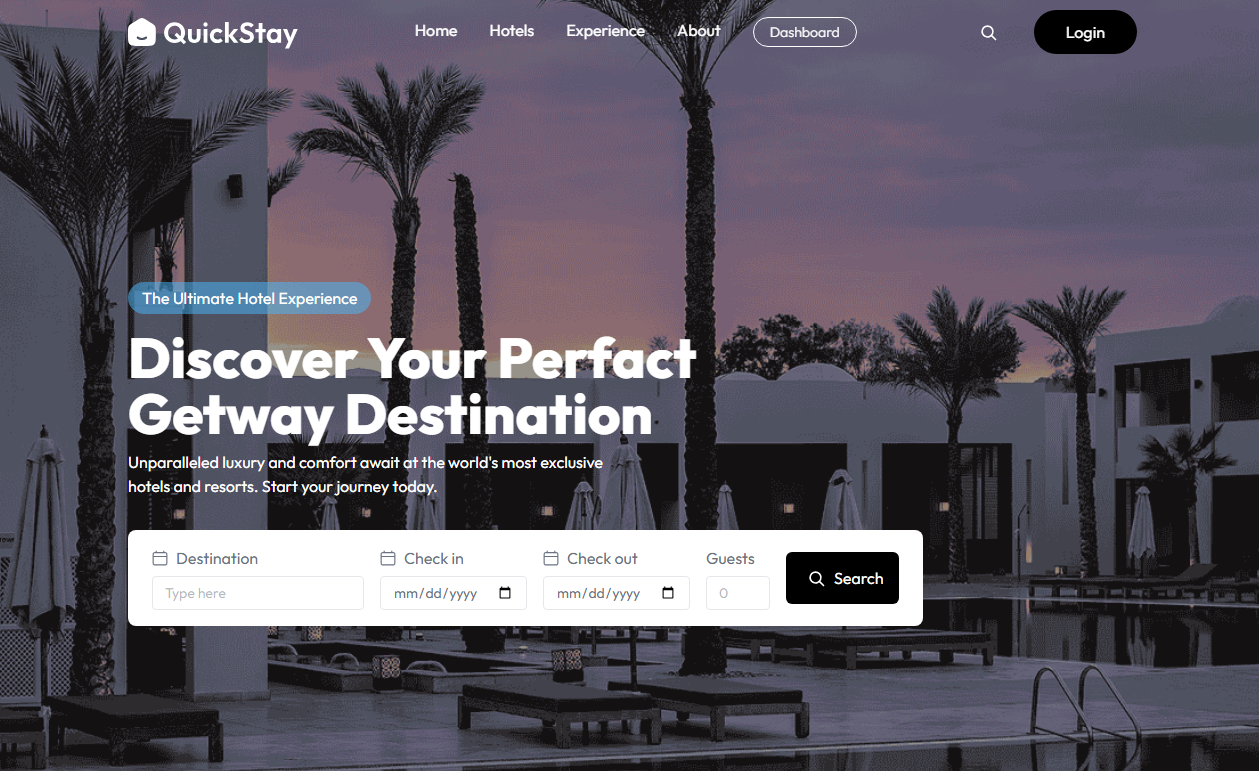 QuickStay
Home Hotels Experience About Dashboard
Login
The Ultimate Hotel Experience
Discover Your Perfact
Getway Destination
Unparalleled luxury and comfort await at the world's most exclusive
hotels and resorts. Start your journey today.
Destination Check in Check out Guests
Type here mm/dd/yyyy mm/dd/yyyy 0
Search